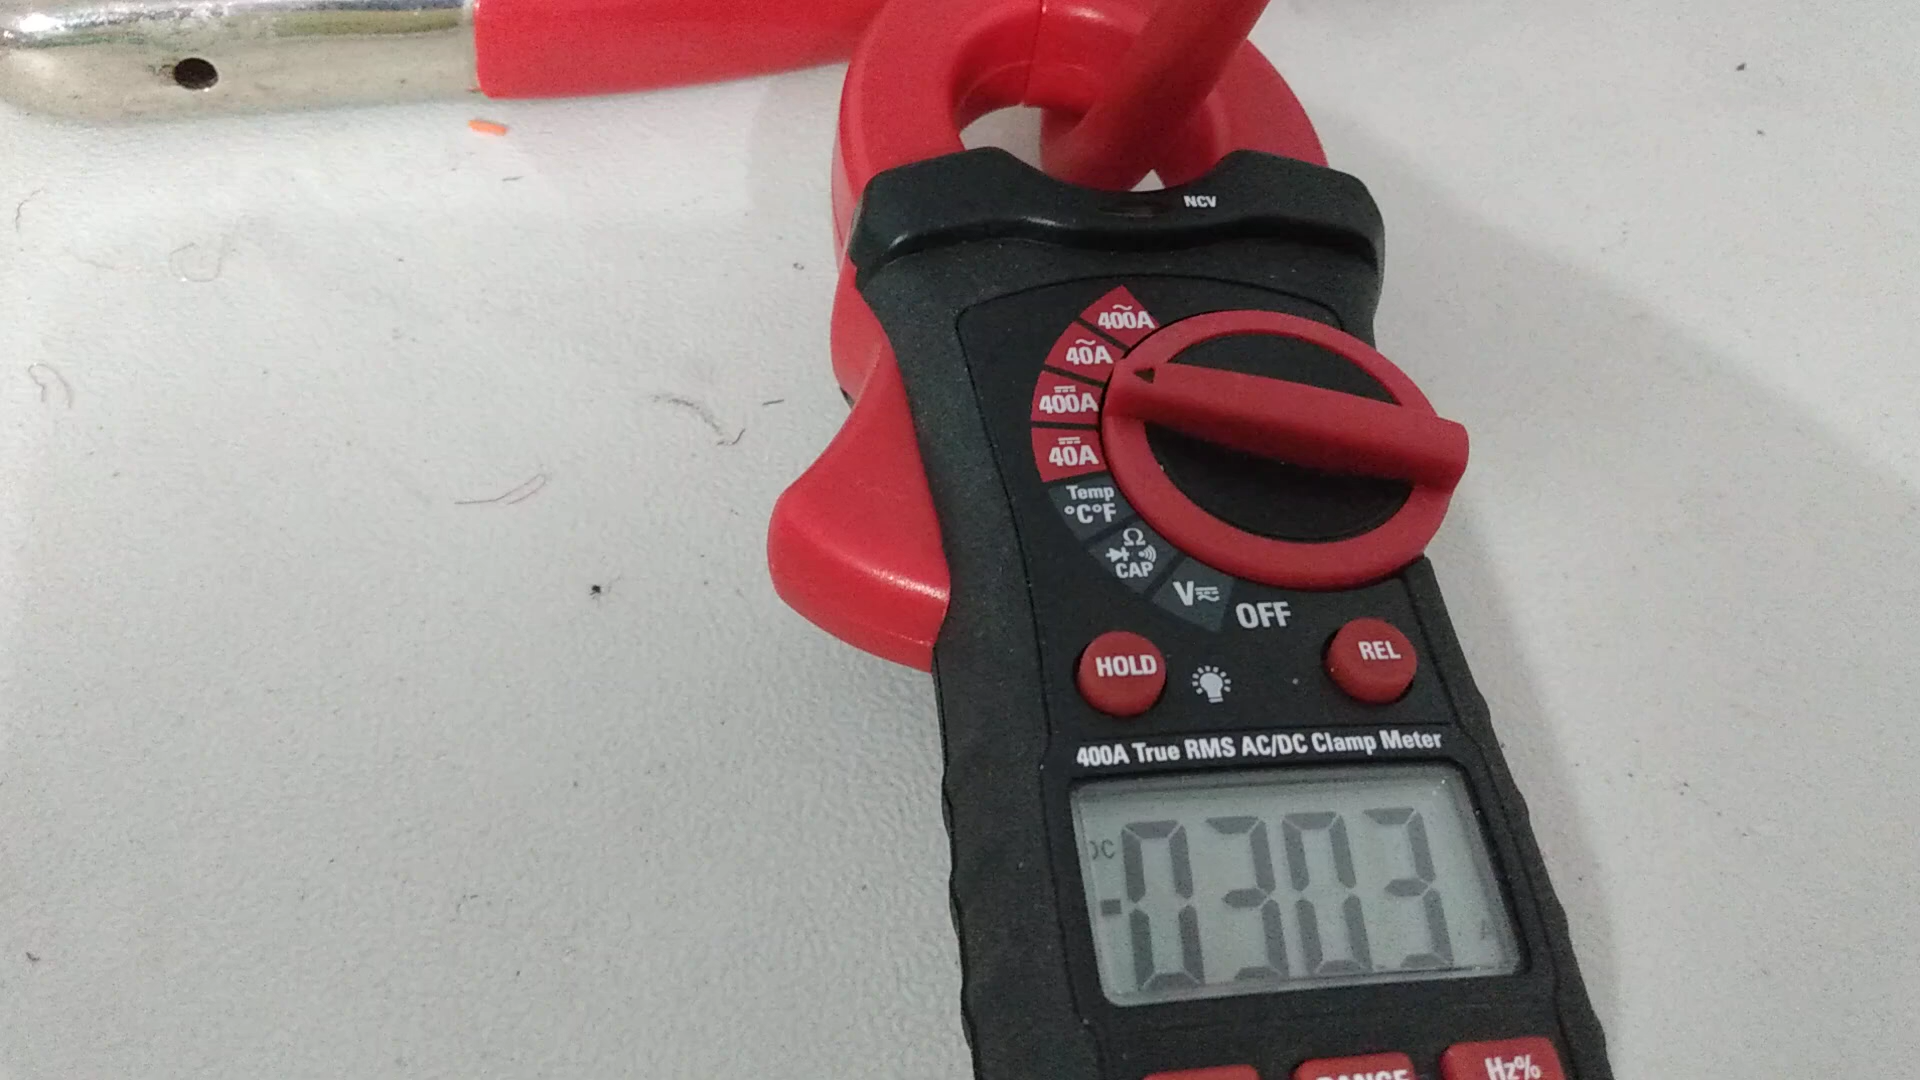 NCV
400A
40A
400A
40A
Temp
°C°F
Ω
CAP
V
OFF
HOLD
REL
400A True RMS AC/DC Clamp Meter
DC
-0303
A
RANGE
Hz%